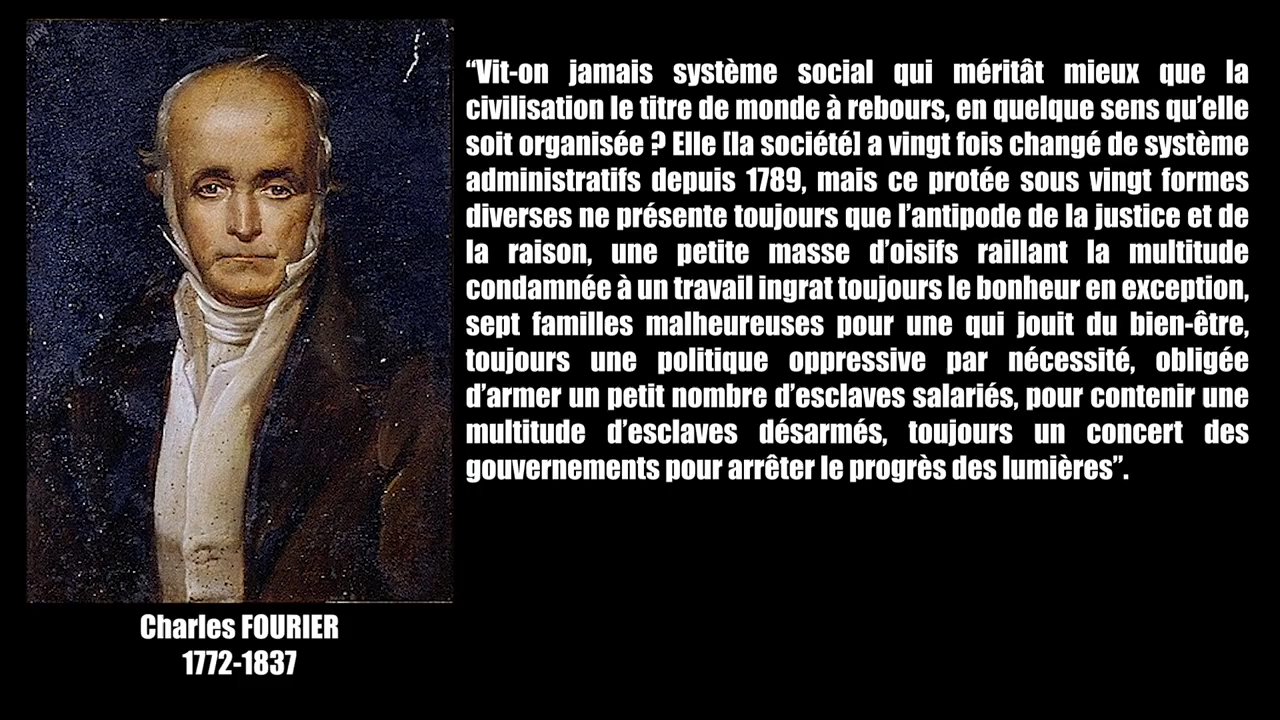 “Vit-on jamais système social qui méritât mieux que la
civilisation le titre de monde à rebours, en quelque sens qu’elle
soit organisée ? Elle [la société] a vingt fois changé de système
administratifs depuis 1789, mais ce protée sous vingt formes
diverses ne présente toujours que l’antipode de la justice et de
la raison, une petite masse d’oisifs raillant la multitude
condamnée à un travail ingrat toujours le bonheur en exception,
sept familles malheureuses pour une qui jouit du bien-être,
toujours une politique oppressive par nécessité, obligée
d’armer un petit nombre d’esclaves salariés, pour contenir une
multitude d’esclaves désarmés, toujours un concert des
gouvernements pour arrêter le progrès des lumières”.
Charles FOURIER
1772-1837